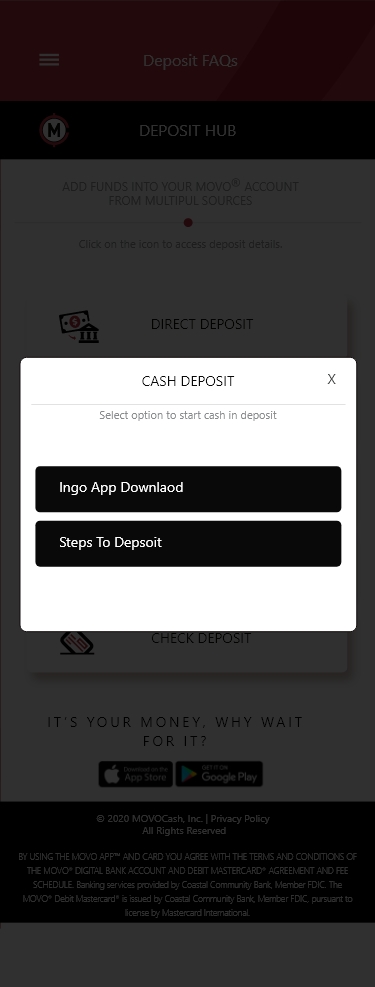 Deposit FAQs
M
DEPOSIT HUB
ADD FUNDS INTO YOUR MOVO® ACCOUNT
FROM MULTIPUL SOURCES
Click on the icon to access deposit details.
DIRECT DEPOSIT
CASH DEPOSIT
X
Select option to start cash in deposit
Ingo App Downlaod
Steps To Depsoit
CHECK DEPOSIT
IT'S YOUR MONEY, WHY WAIT
FOR IT?
Download on the
App Store
GET IT ON
Google Play
© 2020 MOVOCash, Inc. | Privacy Policy
All Rights Reserved
BY USING THE MOVO APP™ AND CARD YOU AGREE WITH THE TERMS AND CONDITIONS OF
THE MOVO® DIGITAL BANK ACCOUNT AND DEBIT MASTERCARD® AGREEMENT AND FEE
SCHEDULE. Banking services provided by Coastal Community Bank, Member FDIC. The
MOVO® Debit Mastercard® is issued by Coastal Community Bank, Member FDIC, pursuant to
license by Mastercard International.